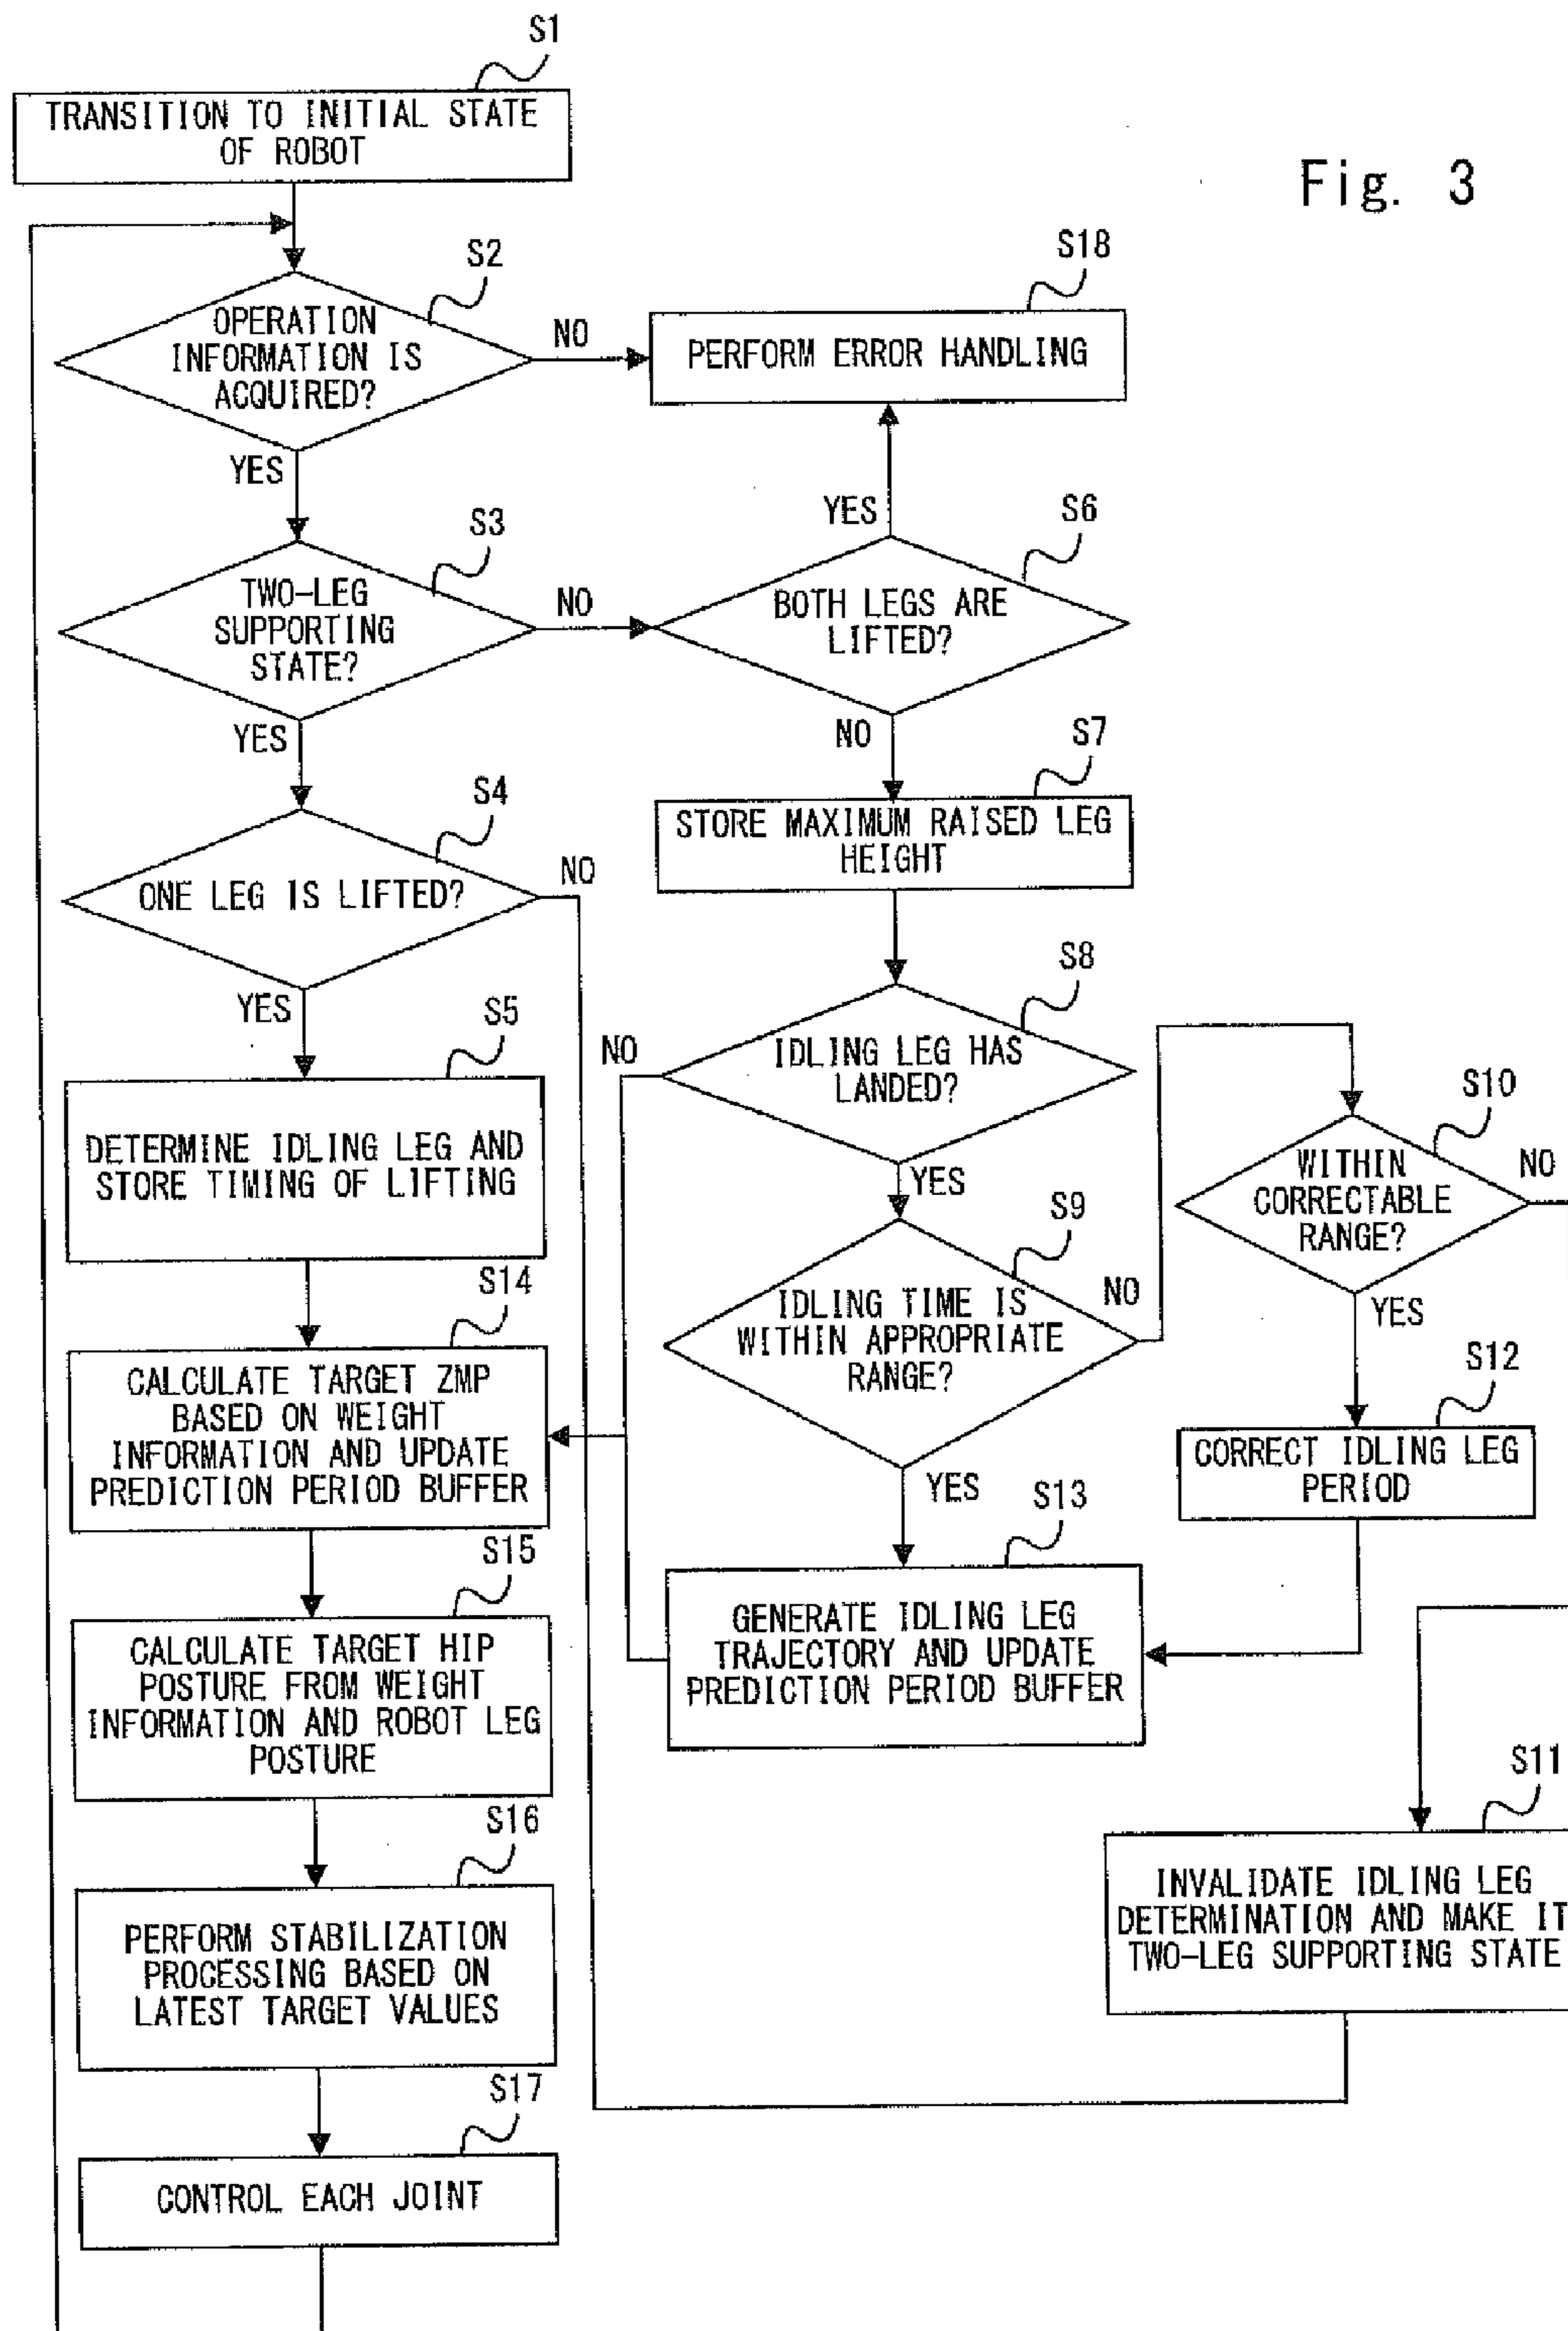 Fig. 3
S1
TRANSITION TO INITIAL STATE
OF ROBOT
S2
OPERATION
INFORMATION IS
ACQUIRED?
NO
YES
S18
PERFORM ERROR HANDLING
S3
TWO-LEG
SUPPORTING
STATE?
NO
YES
S6
BOTH LEGS ARE
LIFTED?
YES
NO
S4
ONE LEG IS LIFTED?
NO
YES
S7
STORE MAXIMUM RAISED LEG
HEIGHT
S8
IDLING LEG HAS
LANDED?
NO
YES
S5
DETERMINE IDLING LEG AND
STORE TIMING OF LIFTING
S9
IDLING TIME IS
WITHIN APPROPRIATE
RANGE?
NO
YES
S10
WITHIN
CORRECTABLE
RANGE?
NO
YES
S12
CORRECT IDLING LEG
PERIOD
S14
CALCULATE TARGET ZMP
BASED ON WEIGHT
INFORMATION AND UPDATE
PREDICTION PERIOD BUFFER
S13
GENERATE IDLING LEG
TRAJECTORY AND UPDATE
PREDICTION PERIOD BUFFER
S15
CALCULATE TARGET HIP
POSTURE FROM WEIGHT
INFORMATION AND ROBOT LEG
POSTURE
S11
INVALIDATE IDLING LEG
DETERMINATION AND MAKE IT
TWO-LEG SUPPORTING STATE
S16
PERFORM STABILIZATION
PROCESSING BASED ON
LATEST TARGET VALUES
S17
CONTROL EACH JOINT